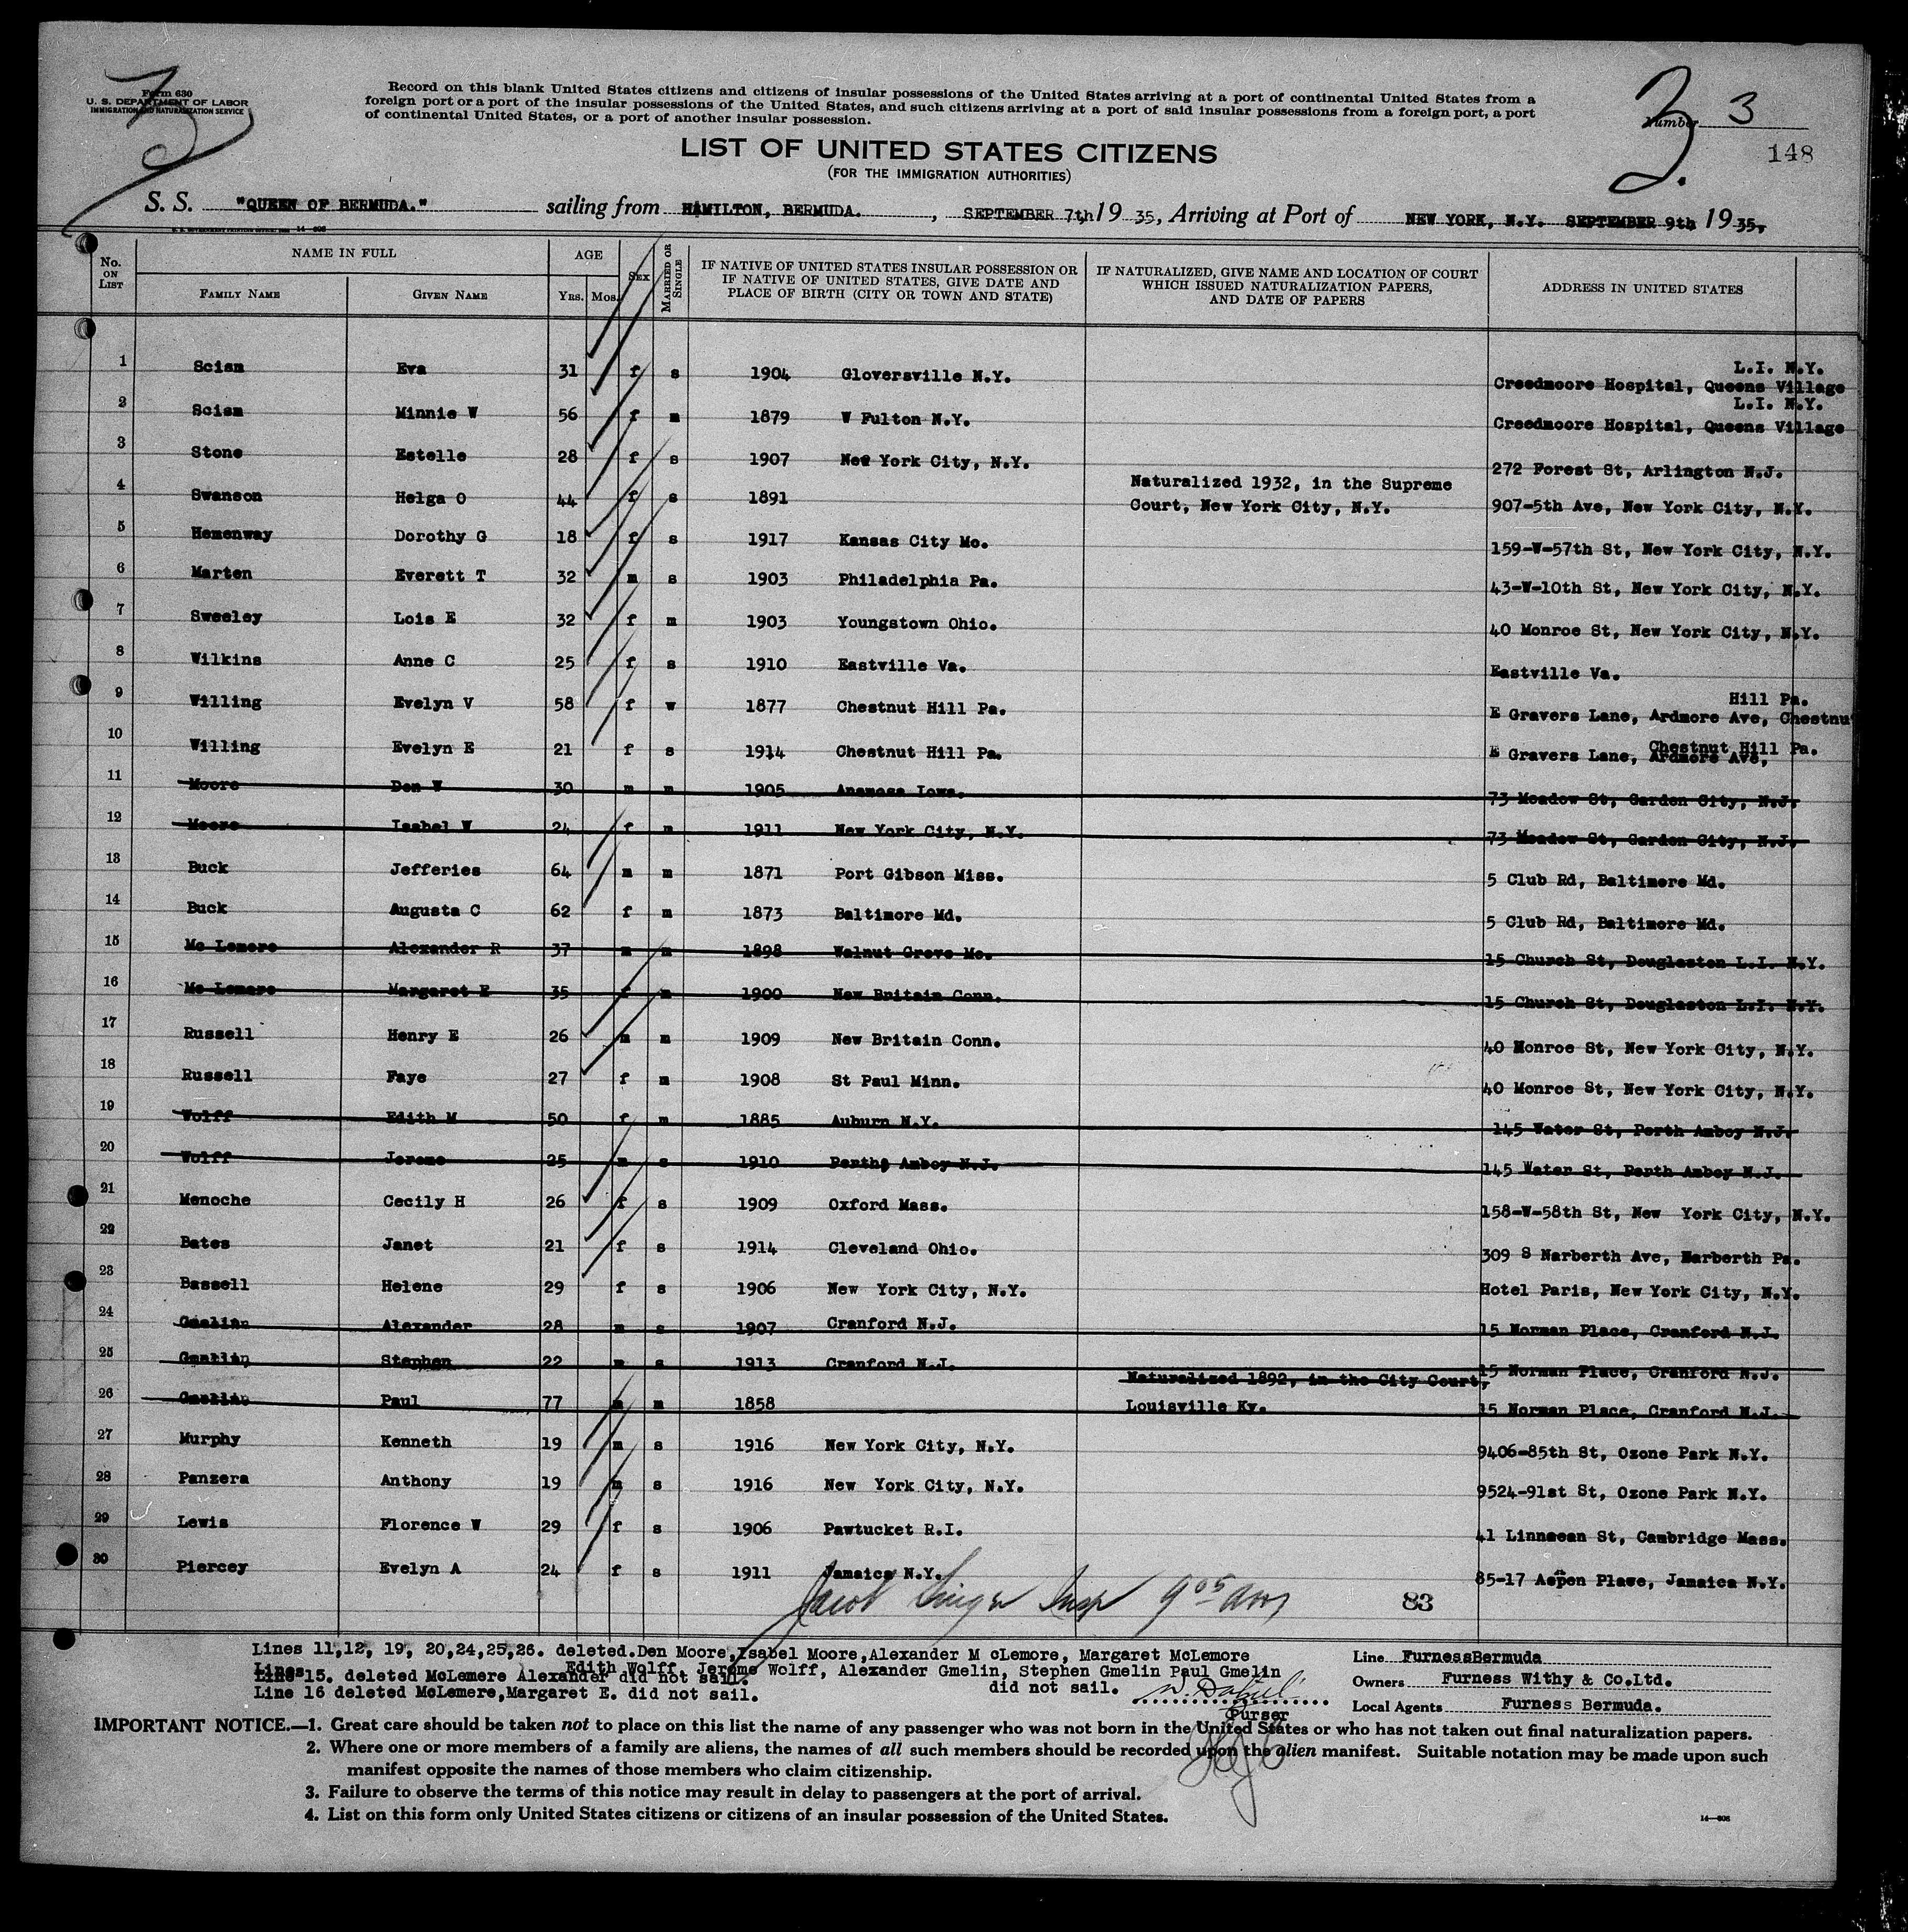 Form 630
U. S. DEPARTMENT OF LABOR
IMMIGRATION AND NATURALIZATION SERVICE
Record on this blank United States citizens and citizens of insular possessions of the United States arriving at a port of continental United States from a
foreign port or a port of the insular possessions of the United States, and such citizens arriving at a port of said insular possessions from a foreign port, a port
of continental United States, or a port of another insular possession.
3
Number 3
148
LIST OF UNITED STATES CITIZENS
(FOR THE IMMIGRATION AUTHORITIES)
S. S. "QUEEN OF BERMUDA." sailing from HAMILTON, BERMUDA. , SEPTEMBER 7th 19 35, Arriving at Port of NEW YORK, N.Y. SEPTEMBER 9th 19 35,
No. ON LIST NAME IN FULL AGE SEX MARRIED OR SINGLE IF NATIVE OF UNITED STATES INSULAR POSSESSION OR IF NATIVE OF UNITED STATES, GIVE DATE AND PLACE OF BIRTH (CITY OR TOWN AND STATE) IF NATURALIZED, GIVE NAME AND LOCATION OF COURT WHICH ISSUED NATURALIZATION PAPERS, AND DATE OF PAPERS ADDRESS IN UNITED STATES
FAMILY NAME GIVEN NAME YRS. MOS.
1 Scism Eva 31 f s 1904 Gloversville N.Y. Creedmoore Hospital, Queens Village L.I. N.Y.
2 Scism Minnie W 56 f m 1879 W Fulton N.Y. Creedmoore Hospital, Queens Village L.I. N.Y.
3 Stone Estelle 28 f s 1907 New York City, N.Y. 272 Forest St, Arlington N.J.
4 Swanson Helga O 44 f s 1891 Naturalized 1932, in the Supreme Court, New York City, N.Y. 907-5th Ave, New York City, N.Y.
5 Hemenway Dorothy G 18 f s 1917 Kansas City Mo. 159-W-57th St, New York City, N.Y.
6 Marten Everett T 32 m s 1903 Philadelphia Pa. 43-W-10th St, New York City, N.Y.
7 Sweeley Lois E 32 f m 1903 Youngstown Ohio. 40 Monroe St, New York City, N.Y.
8 Wilkins Anne C 25 f s 1910 Eastville Va. Eastville Va.
9 Willing Evelyn V 58 f w 1877 Chestnut Hill Pa. E Gravers Lane, Ardmore Ave, Chestnut Hill Pa.
10 Willing Evelyn E 21 f s 1914 Chestnut Hill Pa. E Gravers Lane, Ardmore Ave, Chestnut Hill Pa.
11 Moore Den W 30 m m 1905 Anamosa Iowa. 73 Meadow St, Garden City, N.J.
12 Moore Isabel W 24 f m 1911 New York City, N.Y. 73 Meadow St, Garden City, N.J.
13 Buck Jefferies 64 m m 1871 Port Gibson Miss. 5 Club Rd, Baltimore Md.
14 Buck Augusta C 62 f m 1873 Baltimore Md. 5 Club Rd, Baltimore Md.
15 Mc Lemore Alexander R 37 m m 1898 Walnut Grove Mo. 15 Church St, Douglaston L.I. N.Y.
16 Mc Lemore Margaret E 35 f m 1900 New Britain Conn. 15 Church St, Douglaston L.I. N.Y.
17 Russell Henry E 26 m m 1909 New Britain Conn. 40 Monroe St, New York City, N.Y.
18 Russell Faye 27 f m 1908 St Paul Minn. 40 Monroe St, New York City, N.Y.
19 Wolff Edith M 50 f m 1885 Auburn N.Y. 145 Water St, Perth Amboy N.J.
20 Wolff Jerome 25 m s 1910 Perth Amboy N.J. 145 Water St, Perth Amboy N.J.
21 Menoche Cecily H 26 f s 1909 Oxford Mass. 158-W-58th St, New York City, N.Y.
22 Bates Janet 21 f s 1914 Cleveland Ohio. 309 S Narberth Ave, Narberth Pa.
23 Bassell Helene 29 f s 1906 New York City, N.Y. Hotel Paris, New York City, N.Y.
24 Gmelin Alexander 28 m s 1907 Cranford N.J. 15 Norman Place, Cranford N.J.
25 Gmelin Stephen 22 m s 1913 Cranford N.J. 15 Norman Place, Cranford N.J.
26 Gmelin Paul 77 m m 1858 Naturalized 1892, in the City Court, Louisville Ky. 15 Norman Place, Cranford N.J.
27 Murphy Kenneth 19 m s 1916 New York City, N.Y. 9406-85th St, Ozone Park N.Y.
28 Panzera Anthony 19 m s 1916 New York City, N.Y. 9524-91st St, Ozone Park N.Y.
29 Lewis Florence W 29 f s 1906 Pawtucket R.I. 41 Linnaean St, Cambridge Mass.
30 Piercey Evelyn A 24 f s 1911 Jamaica N.Y. 85-17 Aspen Place, Jamaica N.Y.
Jacob Insp 9 05 am 83
Lines 11,12, 19, 20,24,25,26. deleted.Den Moore,Isabel Moore,Alexander M cLemore, Margaret McLemore
Edith Wolff, Jerome Wolff, Alexander Gmelin, Stephen Gmelin Paul Gmelin
did not sail.
Line 15. deleted McLemere Alexander did not sail.
Line 16 deleted McLemere,Margaret E. did not sail.
Purser
Line FurnessBermuda
Owners Furness Withy & Co.Ltd.
Local Agents Furness Bermuda.
IMPORTANT NOTICE.—1. Great care should be taken not to place on this list the name of any passenger who was not born in the United States or who has not taken out final naturalization papers.
2. Where one or more members of a family are aliens, the names of all such members should be recorded upon the alien manifest. Suitable notation may be made upon such
manifest opposite the names of those members who claim citizenship.
3. Failure to observe the terms of this notice may result in delay to passengers at the port of arrival.
4. List on this form only United States citizens or citizens of an insular possession of the United States.